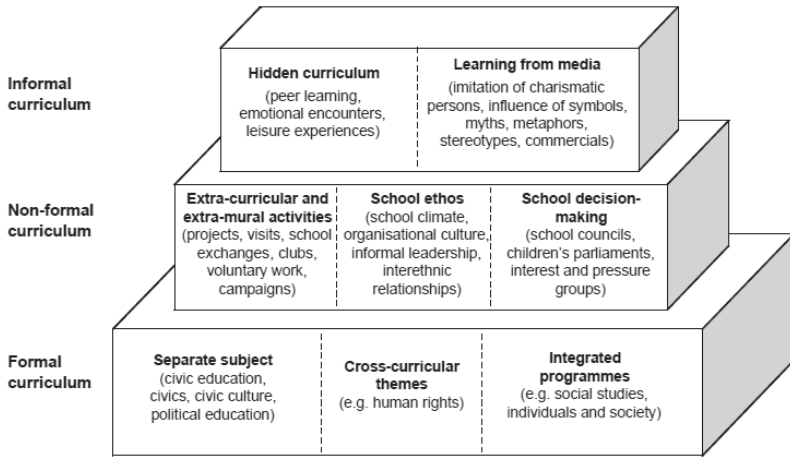 Informal
curriculum
Hidden curriculum
(peer learning,
emotional encounters,
leisure experiences)
Learning from media
(imitation of charismatic
persons, influence of symbols,
myths, metaphors,
stereotypes, commercials)
Non-formal
curriculum
Extra-curricular and
extra-mural activities
(projects, visits, school
exchanges, clubs,
voluntary work,
campaigns)
School ethos
(school climate,
organisational culture,
informal leadership,
interethnic
relationships)
School decision-
making
(school councils,
children's parliaments,
interest and pressure
groups)
Formal
curriculum
Separate subject
(civic education,
civics, civic culture,
political education)
Cross-curricular
themes
(e.g. human rights)
Integrated
programmes
(e.g. social studies,
individuals and society)